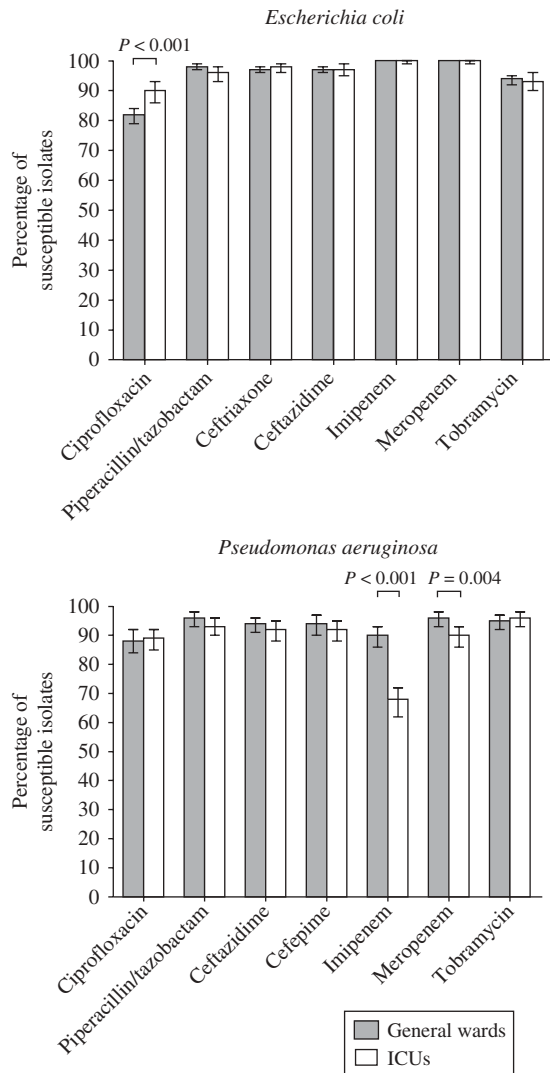 Escherichia coli
P < 0.001
100
90
80
70
60
50
40
30
20
10
0
Percentage of
susceptible isolates
Ciprofloxacin
Piperacillin/tazobactam
Ceftriaxone
Ceftazidime
Imipenem
Meropenem
Tobramycin
Pseudomonas aeruginosa
P < 0.001 P = 0.004
100
90
80
70
60
50
40
30
20
10
0
Percentage of
susceptible isolates
Ciprofloxacin
Piperacillin/tazobactam
Ceftazidime
Cefepime
Imipenem
Meropenem
Tobramycin
General wards
ICUs